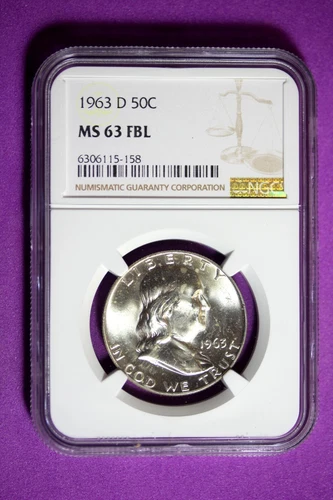 1963 D 50C
MS 63 FBL
6306115-158
NUMISMATIC GUARANTY CORPORATION
NGC
LIBERTY
1963
IN GOD WE TRUST